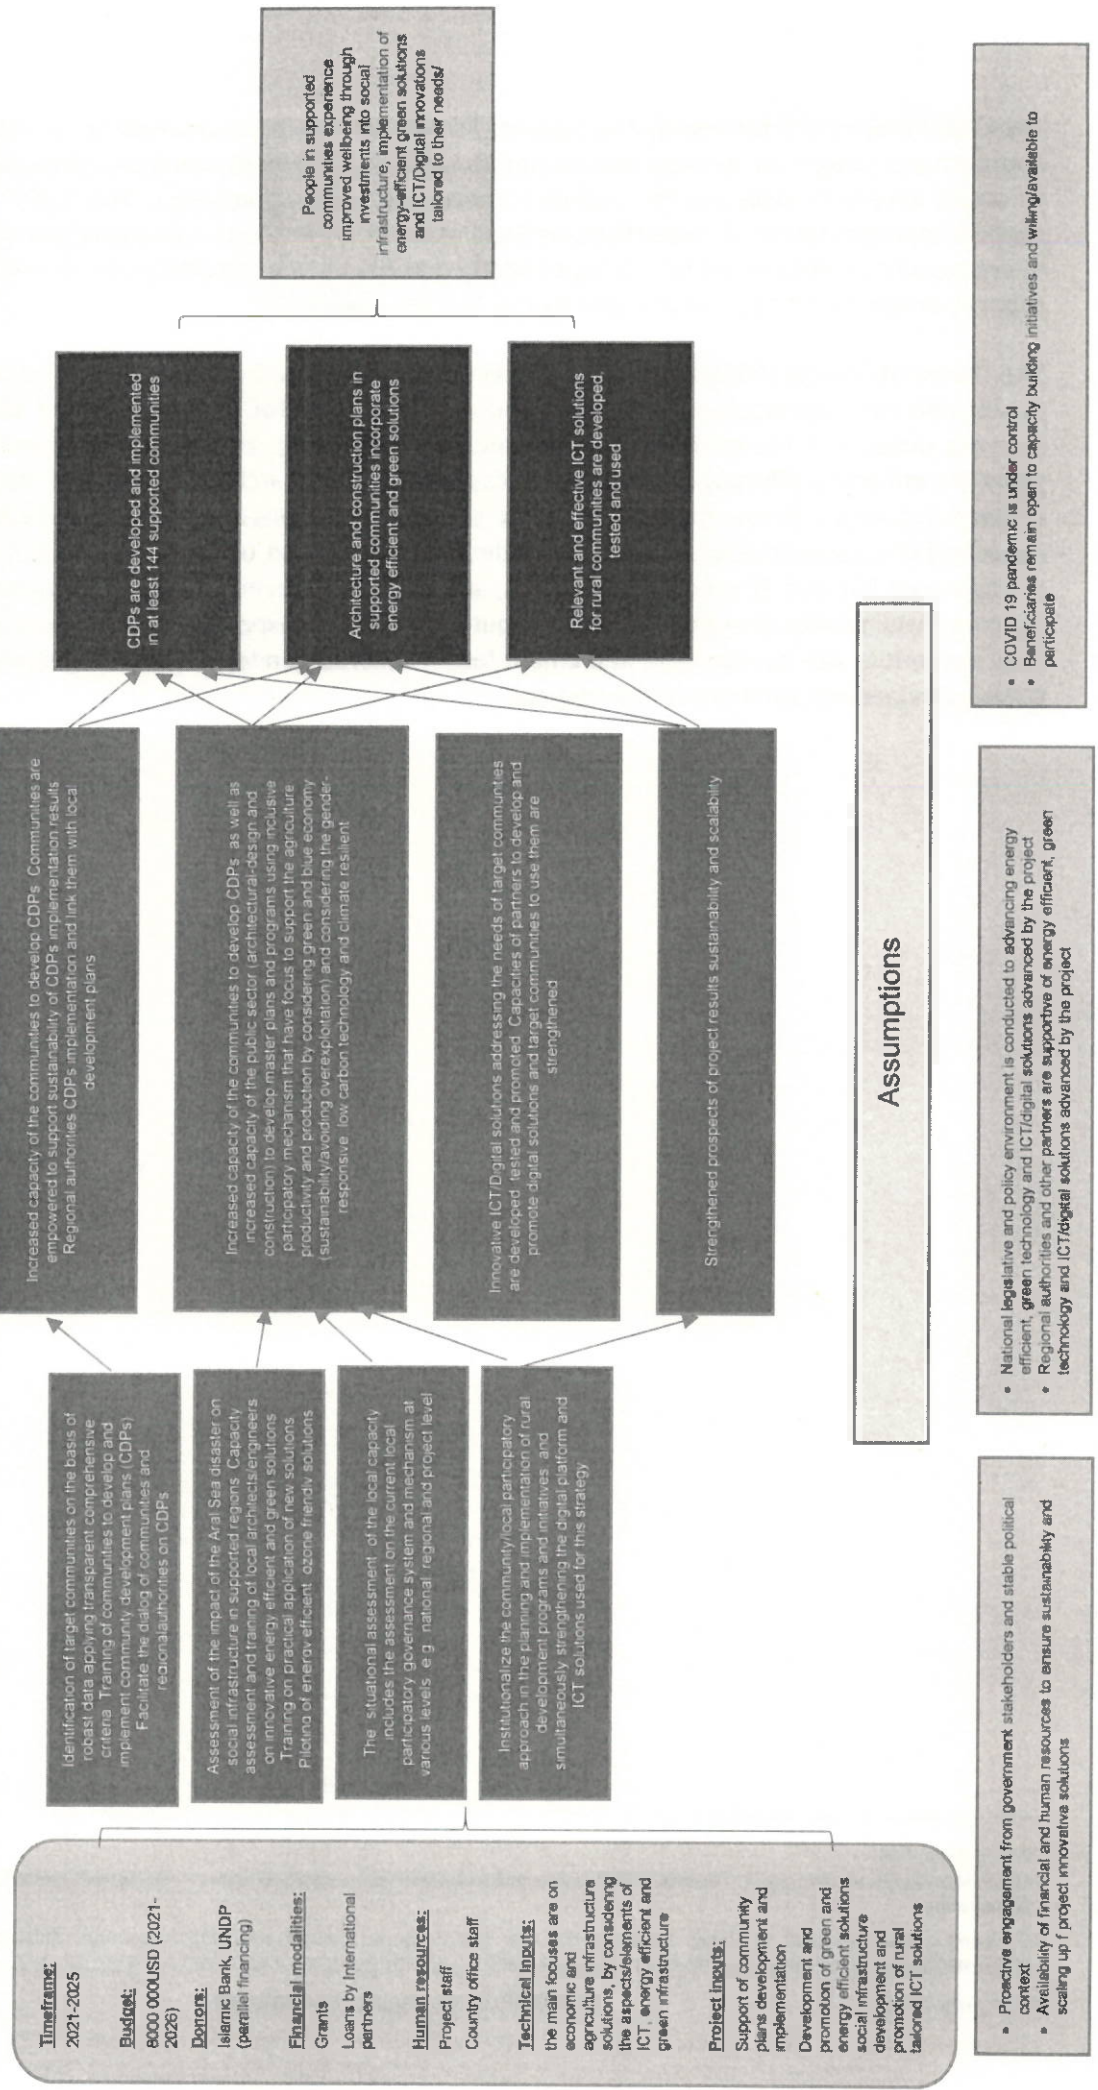 Timeframe:
2021-2025
Budget:
8000 000USD (2021-
2026)
Donors:
Islamic Bank, UNDP
(parallel financing)
Financial modalities:
Grants
Loans by International
partners
Human resources:
Project staff
Country office staff
Technical Inputs:
the main focuses are on
economic and
agriculture infrastructure
solutions, by considering
the aspects/elements of
ICT, energy efficient and
green infrastructure
Project inputs:
Support of community
plans development and
implementation
Development and
promotion of green and
energy efficient solutions
social infrastructure
development and
promotion of rural
tailored ICT solutions
Identification of target communities on the basis of
robast data applying transparent comprehensive
criteria. Training of communities to develop and
implement community development plans (CDPs)
Facilitate the dialog of communities and
regionalauthorities on CDPs
Assessment of the impact of the Aral Sea disaster on
social infrastructure in supported regions. Capacity
assessment and training of local architects/engineers
on innovative energy efficient and green solutions
Training on practical application of new solutions
Piloting of energy efficient ozone friendly solutions
The situational assessment of the local capacity
includes the assessment on the current local
participatory governance system and mechanism at
various levels e g national regional and project level
Institutionalize the community/local participatory
approach in the planning and implementation of rural
development programs and initiatives and
simultaneously strengthening the digital platform and
ICT solutions used for this strategy
Increased capacity of the communities to develop CDPs Communities are
empowered to support sustainability of CDPs implementation results
Regional authorities CDPs implementation and link them with local
development plans
Increased capacity of the communities to develop CDPs as well as
increased capacity of the public sector (architectural-design and
construction) to develop master plans and programs using inclusive
participatory mechanism that have focus to support the agriculture
productivity and production by considering green and blue economy
(sustainability/avoiding overexploitation) and considering the gender-
responsive, low carbon technology and climate resilient
Innovative ICT/Digital solutions addressing the needs of target communities
are developed tested and promoted Capacities of partners to develop and
promote digital solutions and target communities to use them are
strengthened
Strengthened prospects of project results sustainability and scalability
CDPs are developed and implemented
in at least 144 supported communities
Architecture and construction plans in
supported communities incorporate
energy efficient and green solutions
Relevant and effective ICT solutions
for rural communities are developed,
tested and used
People in supported
communities experience
improved wellbeing through
investments into social
infrastructure, implementation of
energy-efficient green solutions
and ICT/Digital innovations
tailored to their needs/
Assumptions
• Proactive engagement from government stakeholders and stable political
context
• Availability of financial and human resources to ensure sustainability and
scaling up f project innovative solutions
• National legislative and policy environment is conducted to advancing energy
efficient, green technology and ICT/digital solutions advanced by the project
• Regional authorities and other partners are supportive of energy efficient, green
technology and ICT/digital solutions advanced by the project
• COVID 19 pandemic is under control
• Beneficiaries remain open to capacity building initiatives and willing/available to
participate